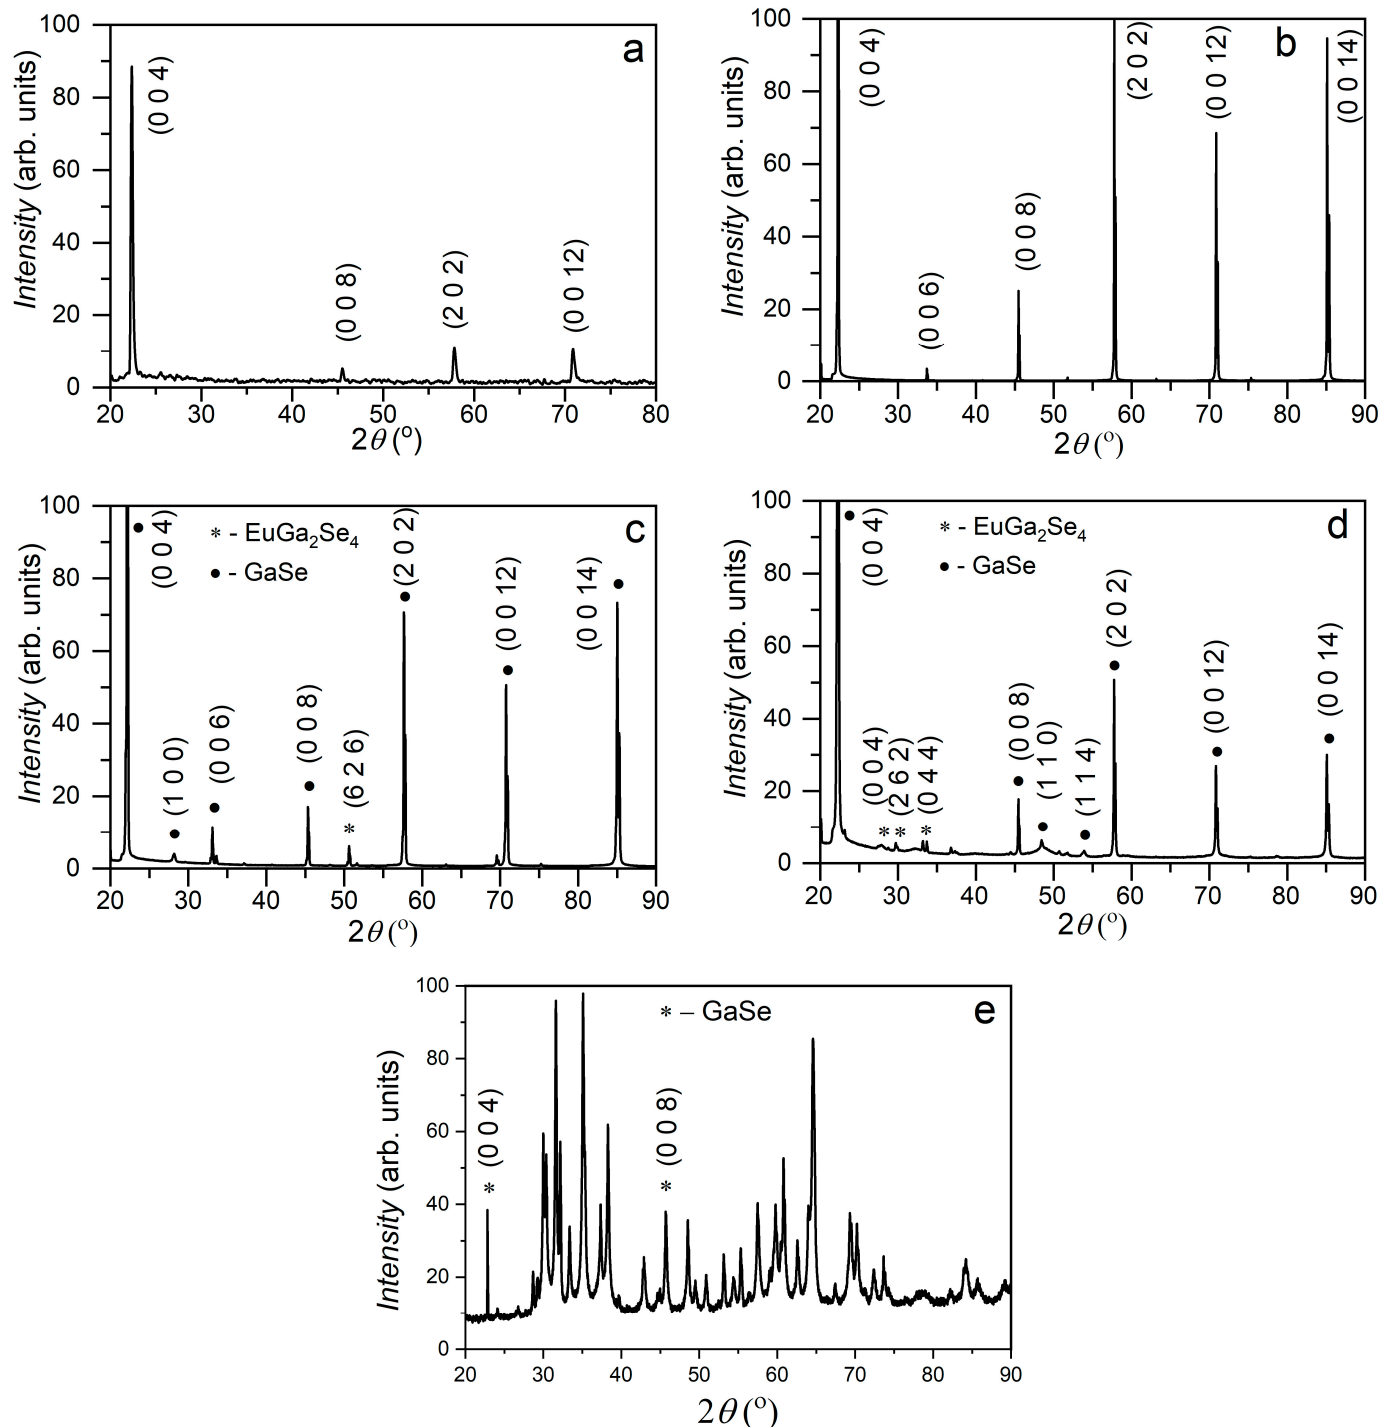 a
Intensity (arb. units)
100
80
60
40
20
0
(0 0 4)
(0 0 8)
(2 0 2)
(0 0 12)
20 30 40 50 60 70 80
2θ (°)
b
Intensity (arb. units)
100
80
60
40
20
0
(0 0 4)
(0 0 6)
(0 0 8)
(2 0 2)
(0 0 12)
(0 0 14)
20 30 40 50 60 70 80 90
2θ (°)
c
* - EuGa₂Se₄
• - GaSe
Intensity (arb. units)
100
80
60
40
20
0
• (0 0 4)
• (1 0 0)
• (0 0 6)
• (0 0 8)
* (6 2 6)
• (2 0 2)
• (0 0 12)
(0 0 14) •
20 30 40 50 60 70 80 90
2θ (°)
d
* - EuGa₂Se₄
• - GaSe
Intensity (arb. units)
100
80
60
40
20
0
• (0 0 4)
* (0 0 4)
* (2 6 2)
* (0 4 4)
• (0 0 8)
• (1 1 0)
• (1 1 4)
• (2 0 2)
• (0 0 12)
• (0 0 14)
20 30 40 50 60 70 80 90
2θ (°)
e
* – GaSe
Intensity (arb. units)
100
80
60
40
20
0
* (0 0 4)
* (0 0 8)
20 30 40 50 60 70 80 90
2θ (°)